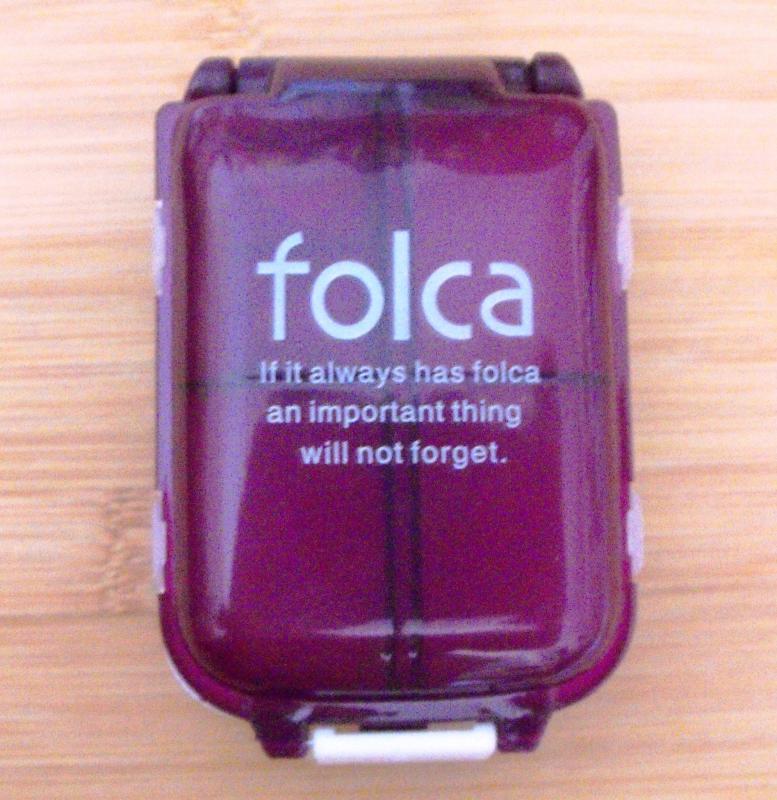 folca
If it always has folca
an important thing
will not forget.